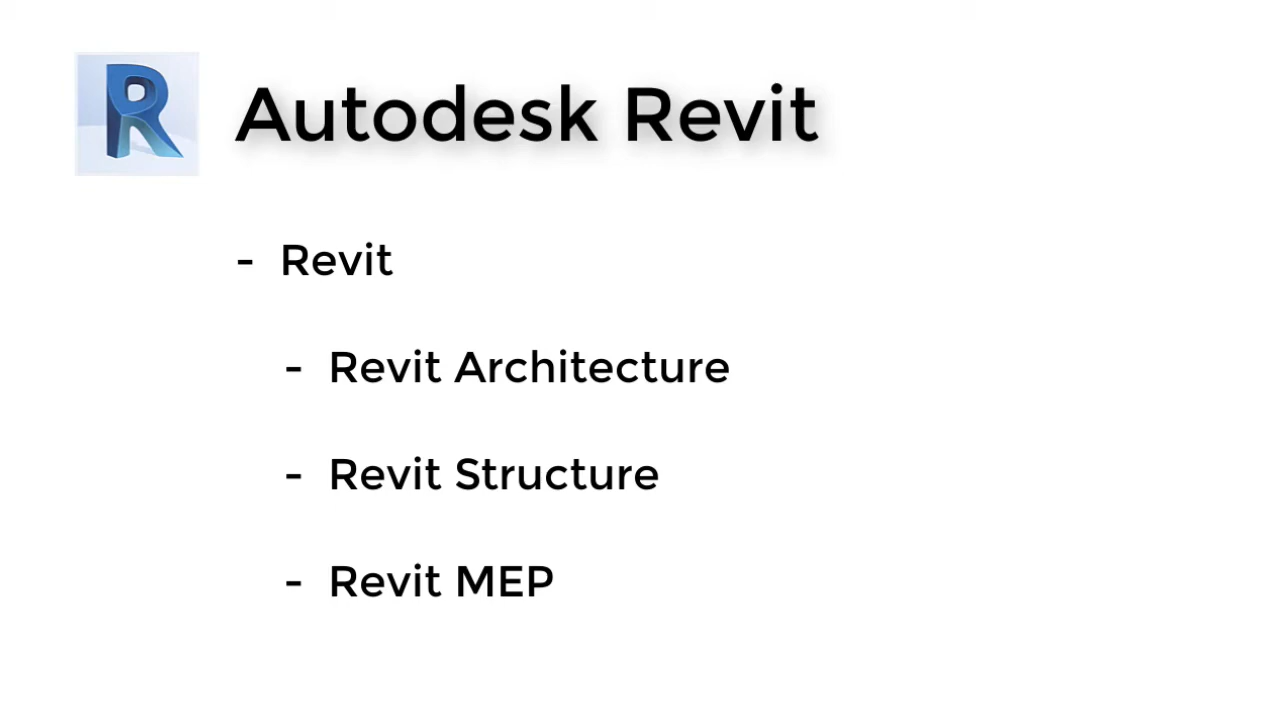 Autodesk Revit
- Revit
- Revit Architecture
- Revit Structure
- Revit MEP